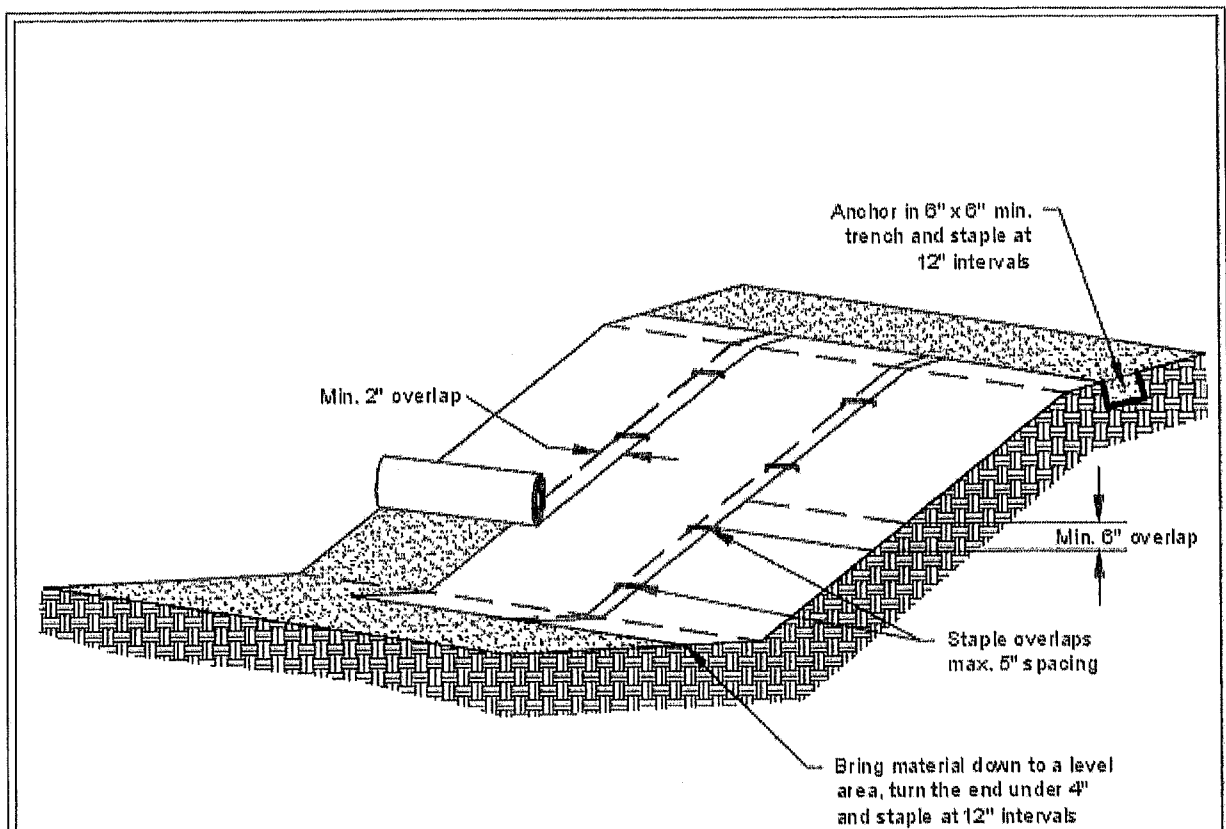 Anchor in 6" x 6" min.
trench and staple at
12" intervals
Min. 2" overlap
Min. 6" overlap
Staple overlaps
max. 5" spacing
Bring material down to a level
area, turn the end under 4"
and staple at 12" intervals